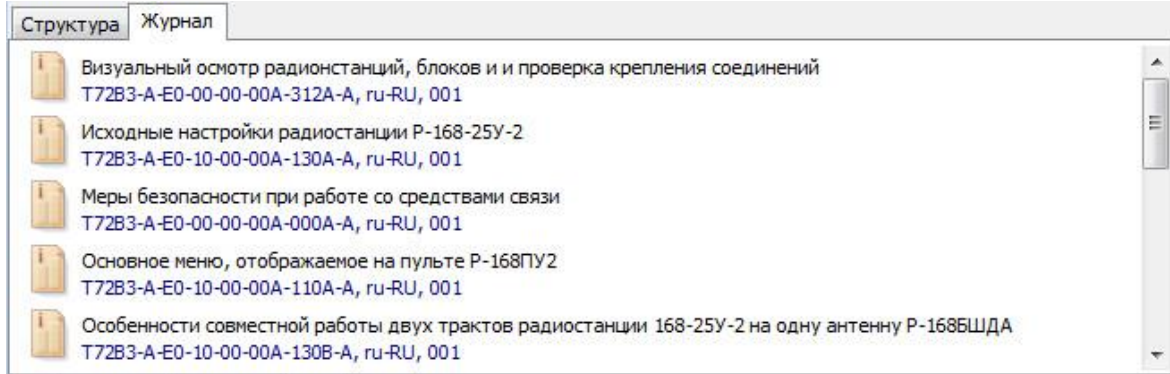 Структура Журнал
Визуальный осмотр радионстанций, блоков и и проверка крепления соединений
T72B3-A-E0-00-00-00A-312A-A, ru-RU, 001
Исходные настройки радиостанции Р-168-25У-2
T72B3-A-E0-10-00-00A-130A-A, ru-RU, 001
Меры безопасности при работе со средствами связи
T72B3-A-E0-00-00-00A-000A-A, ru-RU, 001
Основное меню, отображаемое на пульте Р-168ПУ2
T72B3-A-E0-10-00-00A-110A-A, ru-RU, 001
Особенности совместной работы двух трактов радиостанции 168-25У-2 на одну антенну Р-168БШДА
T72B3-A-E0-10-00-00A-130B-A, ru-RU, 001